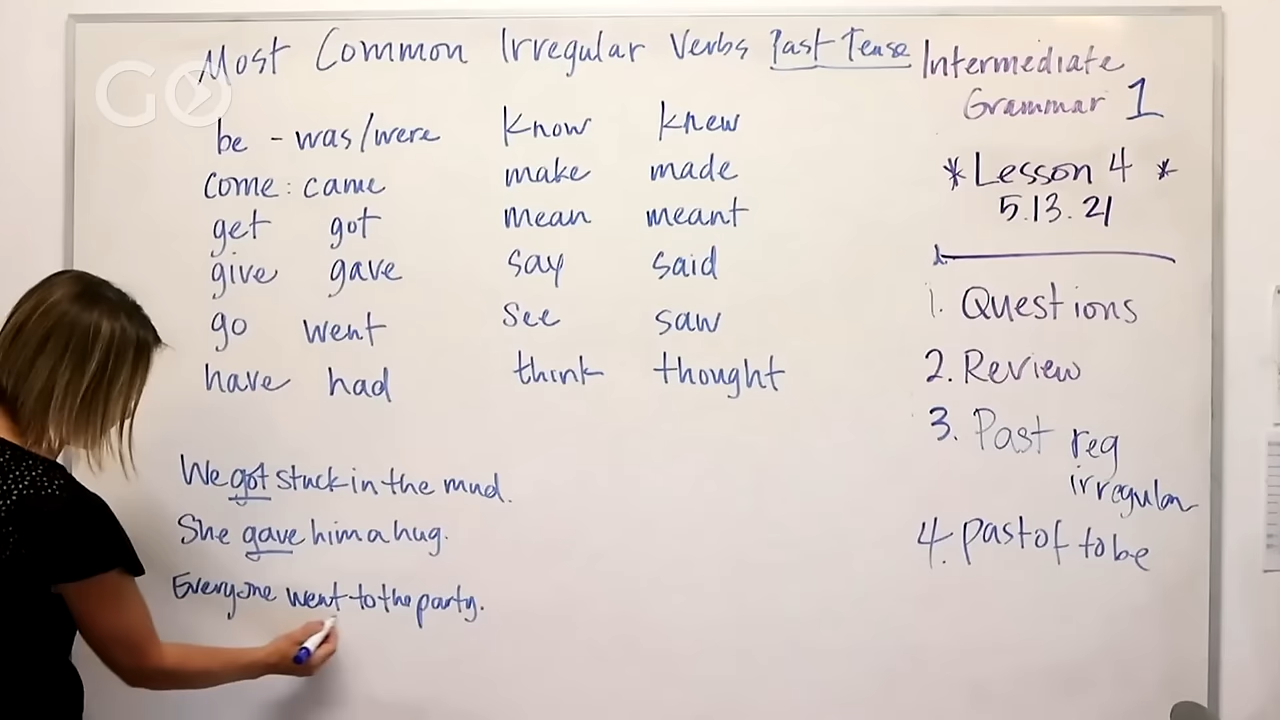 GO
Most Common Irregular Verbs Past Tense
be - was/were
come : came
get got
give gave
go went
have had
know knew
make made
mean meant
say said
see saw
think thought
We got stuck in the mud.
She gave him a hug.
Everyone went to the party.
Intermediate
Grammar 1
* Lesson 4 *
5.13.21
1. Questions
2. Review
3. Past reg
irregular
4. past of to be